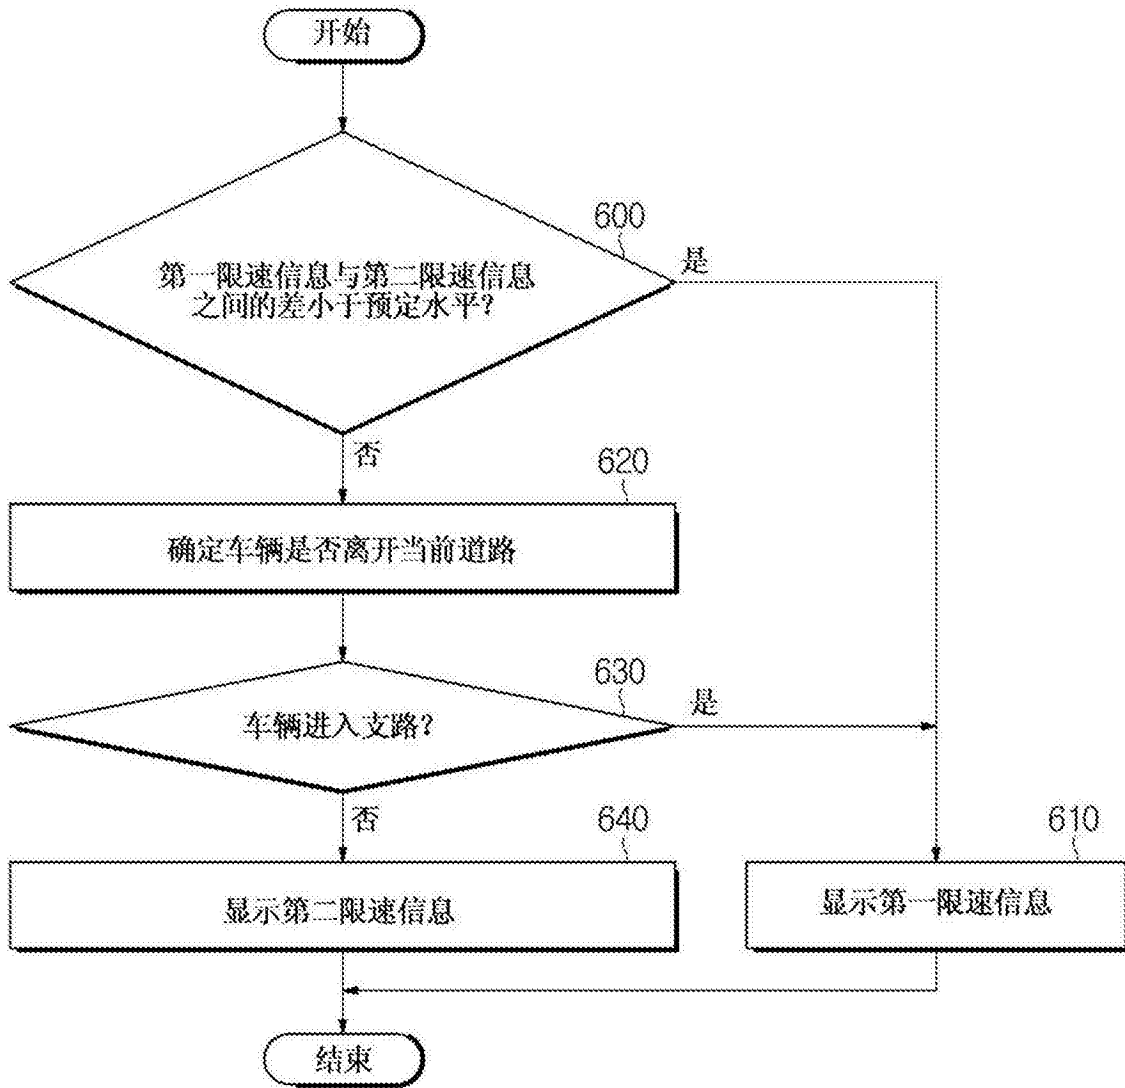 开始
600
是
第一限速信息与第二限速信息
之间的差小于预定水平?
否
620
确定车辆是否离开当前道路
630
是
车辆进入支路?
否
640
610
显示第二限速信息
显示第一限速信息
结束